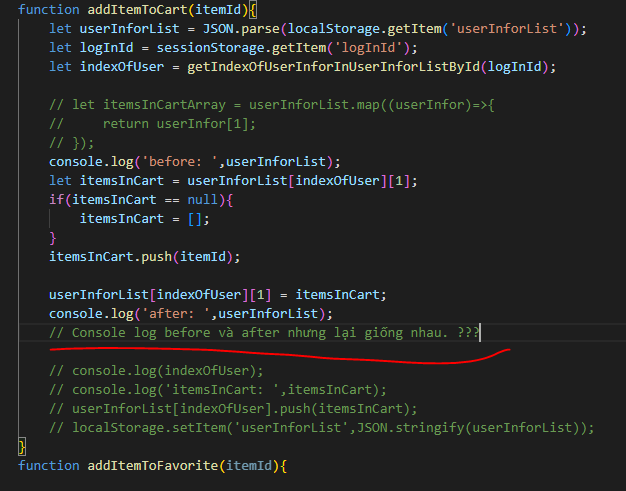 function addItemToCart(itemId){
let userInforList = JSON.parse(localStorage.getItem('userInforList'));
let logInId = sessionStorage.getItem('logInId');
let indexOfUser = getIndexOfUserInforInUserInforListById(logInId);
// let itemsInCartArray = userInforList.map((userInfor)=>{
//     return userInfor[1];
// });
console.log('before: ',userInforList);
let itemsInCart = userInforList[indexOfUser][1];
if(itemsInCart == null){
itemsInCart = [];
}
itemsInCart.push(itemId);
userInforList[indexOfUser][1] = itemsInCart;
console.log('after: ',userInforList);
// Console log before và after nhưng lại giống nhau. ???
// console.log(indexOfUser);
// console.log('itemsInCart: ',itemsInCart);
// userInforList[indexOfUser].push(itemsInCart);
// localStorage.setItem('userInforList',JSON.stringify(userInforList));
}
function addItemToFavorite(itemId){